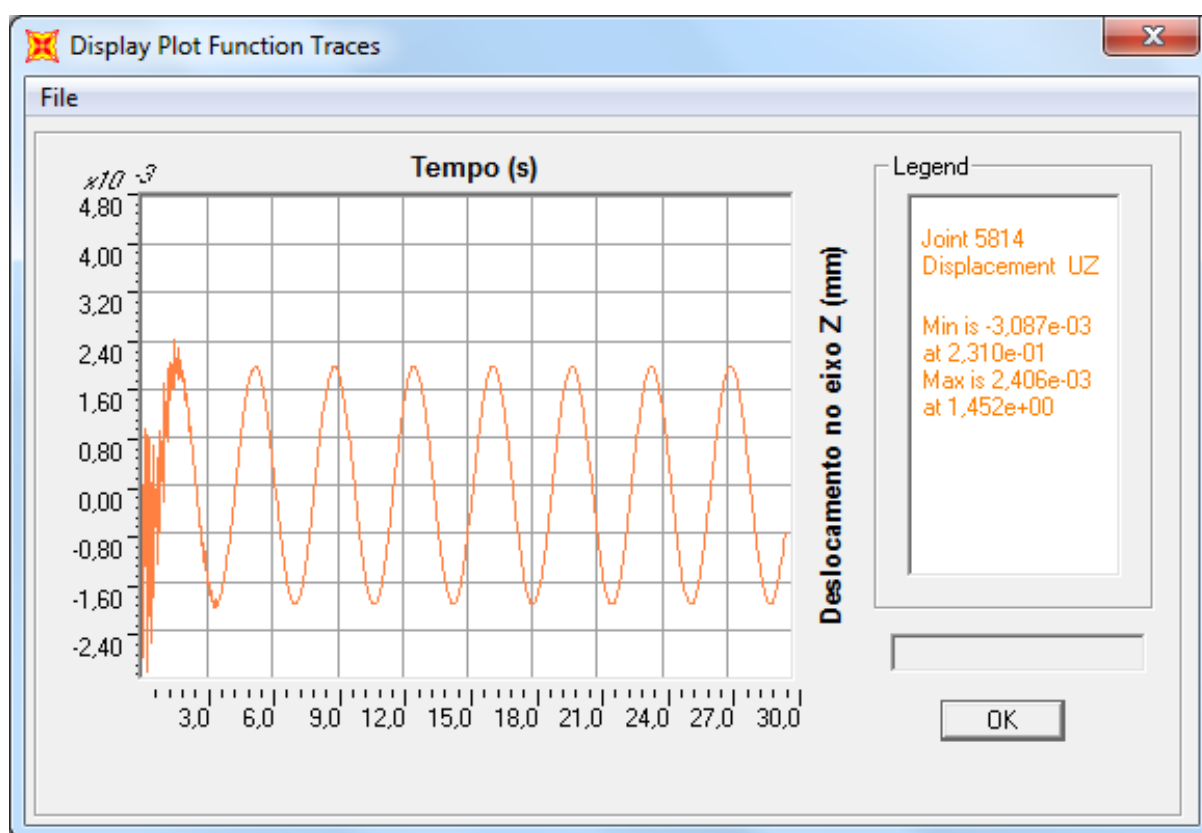 Display Plot Function Traces
File
Tempo (s)
x10 -3
4,80
4,00
3,20
2,40
1,60
0,80
0,00
-0,80
-1,60
-2,40
3,0 6,0 9,0 12,0 15,0 18,0 21,0 24,0 27,0 30,0
Deslocamento no eixo Z (mm)
Legend
Joint 5814
Displacement UZ
Min is -3,087e-03
at 2,310e-01
Max is 2,406e-03
at 1,452e+00
OK